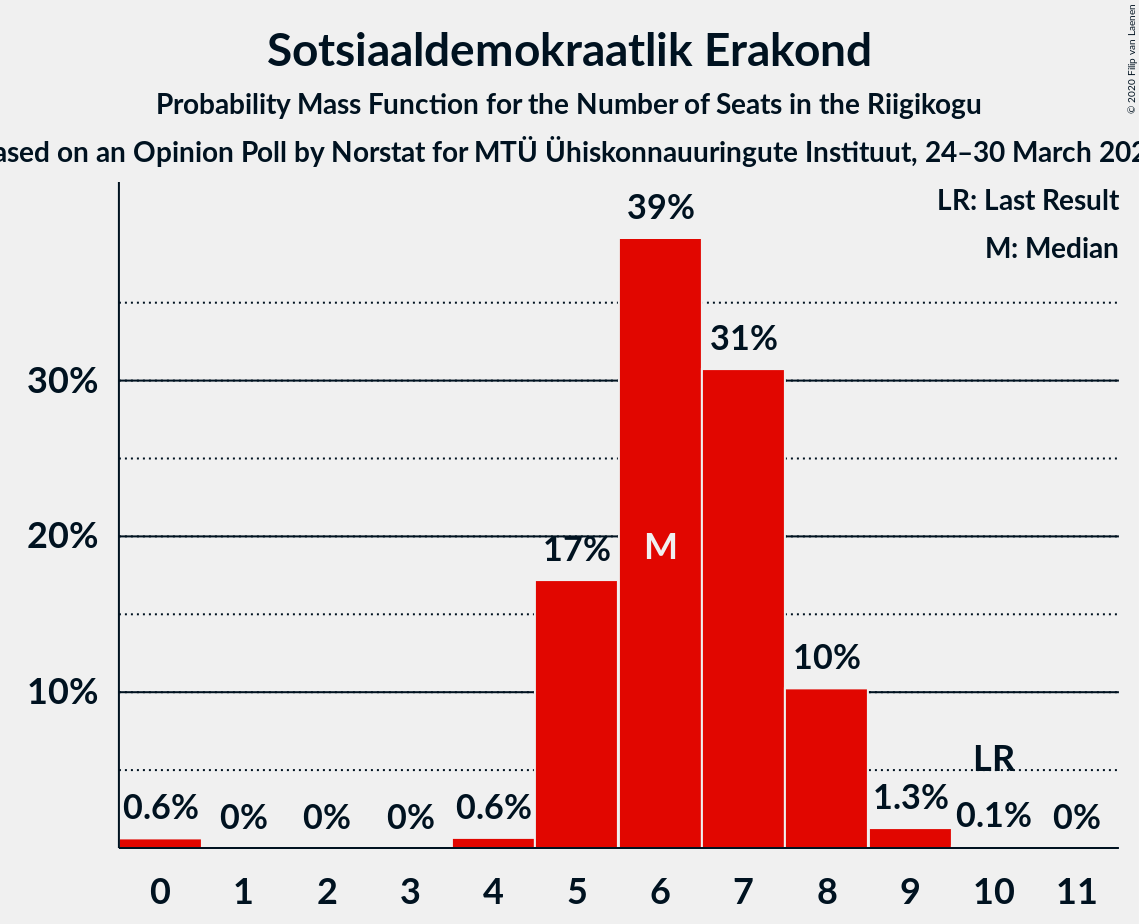 Sotsiaaldemokraatlik Erakond
Probability Mass Function for the Number of Seats in the Riigikogu
on an Opinion Poll by Norstat for MTÜ Ühiskonnauuringute Instituut, 24–30 March
© 2020 Filip van Laenen
LR: Last Result
M: Median
39%
31%
30%
20%
17%
M
10%
10%
LR
0.6%
0%
0%
0%
0.6%
1.3%
0.1%
0%
0 1 2 3 4 5 6 7 8 9 10 11